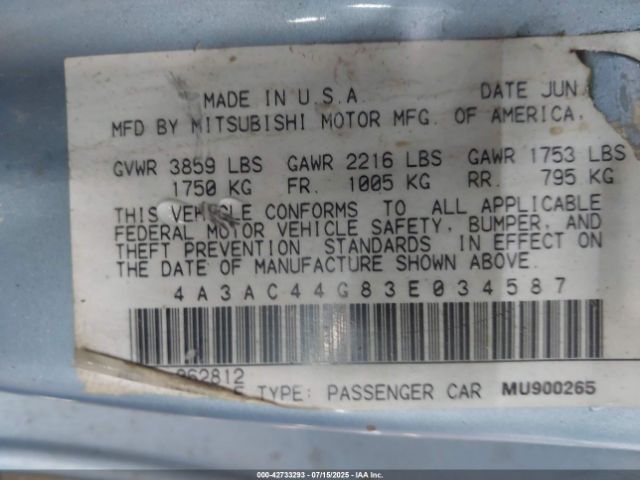 MADE IN U.S.A. DATE JUN
MFD BY MITSUBISHI MOTOR MFG. OF AMERICA.
GVWR 3859 LBS GAWR 2216 LBS GAWR 1753 LBS
1750 KG FR. 1005 KG RR. 795 KG
THIS VEHICLE CONFORMS TO ALL APPLICABLE
FEDERAL MOTOR VEHICLE SAFETY, BUMPER, AND
THEFT PREVENTION STANDARDS IN EFFECT ON
THE DATE OF MANUFACTURE SHOWN ABOVE.
4A3AC44G83E034587
062812
TYPE: PASSENGER CAR MU900265
000-42733293 - 07/15/2025 - IAA, Inc.